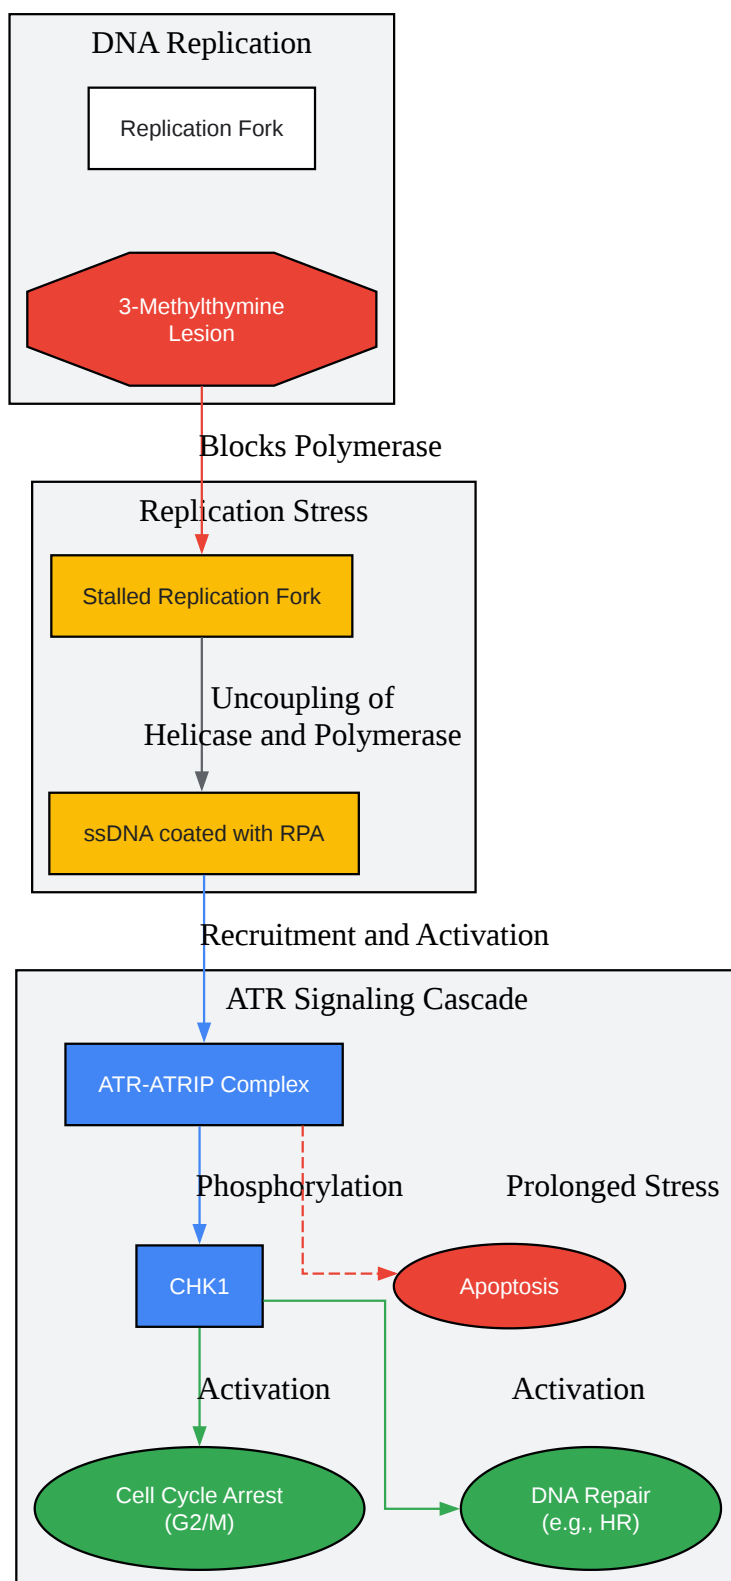 DNA Replication
Replication Fork
3-Methylthymine
Lesion
Blocks Polymerase
Replication Stress
Stalled Replication Fork
Uncoupling of
Helicase and Polymerase
ssDNA coated with RPA
Recruitment and Activation
ATR Signaling Cascade
ATR-ATRIP Complex
Phosphorylation
Prolonged Stress
CHK1
Apoptosis
Activation
Activation
Cell Cycle Arrest
(G2/M)
DNA Repair
(e.g., HR)